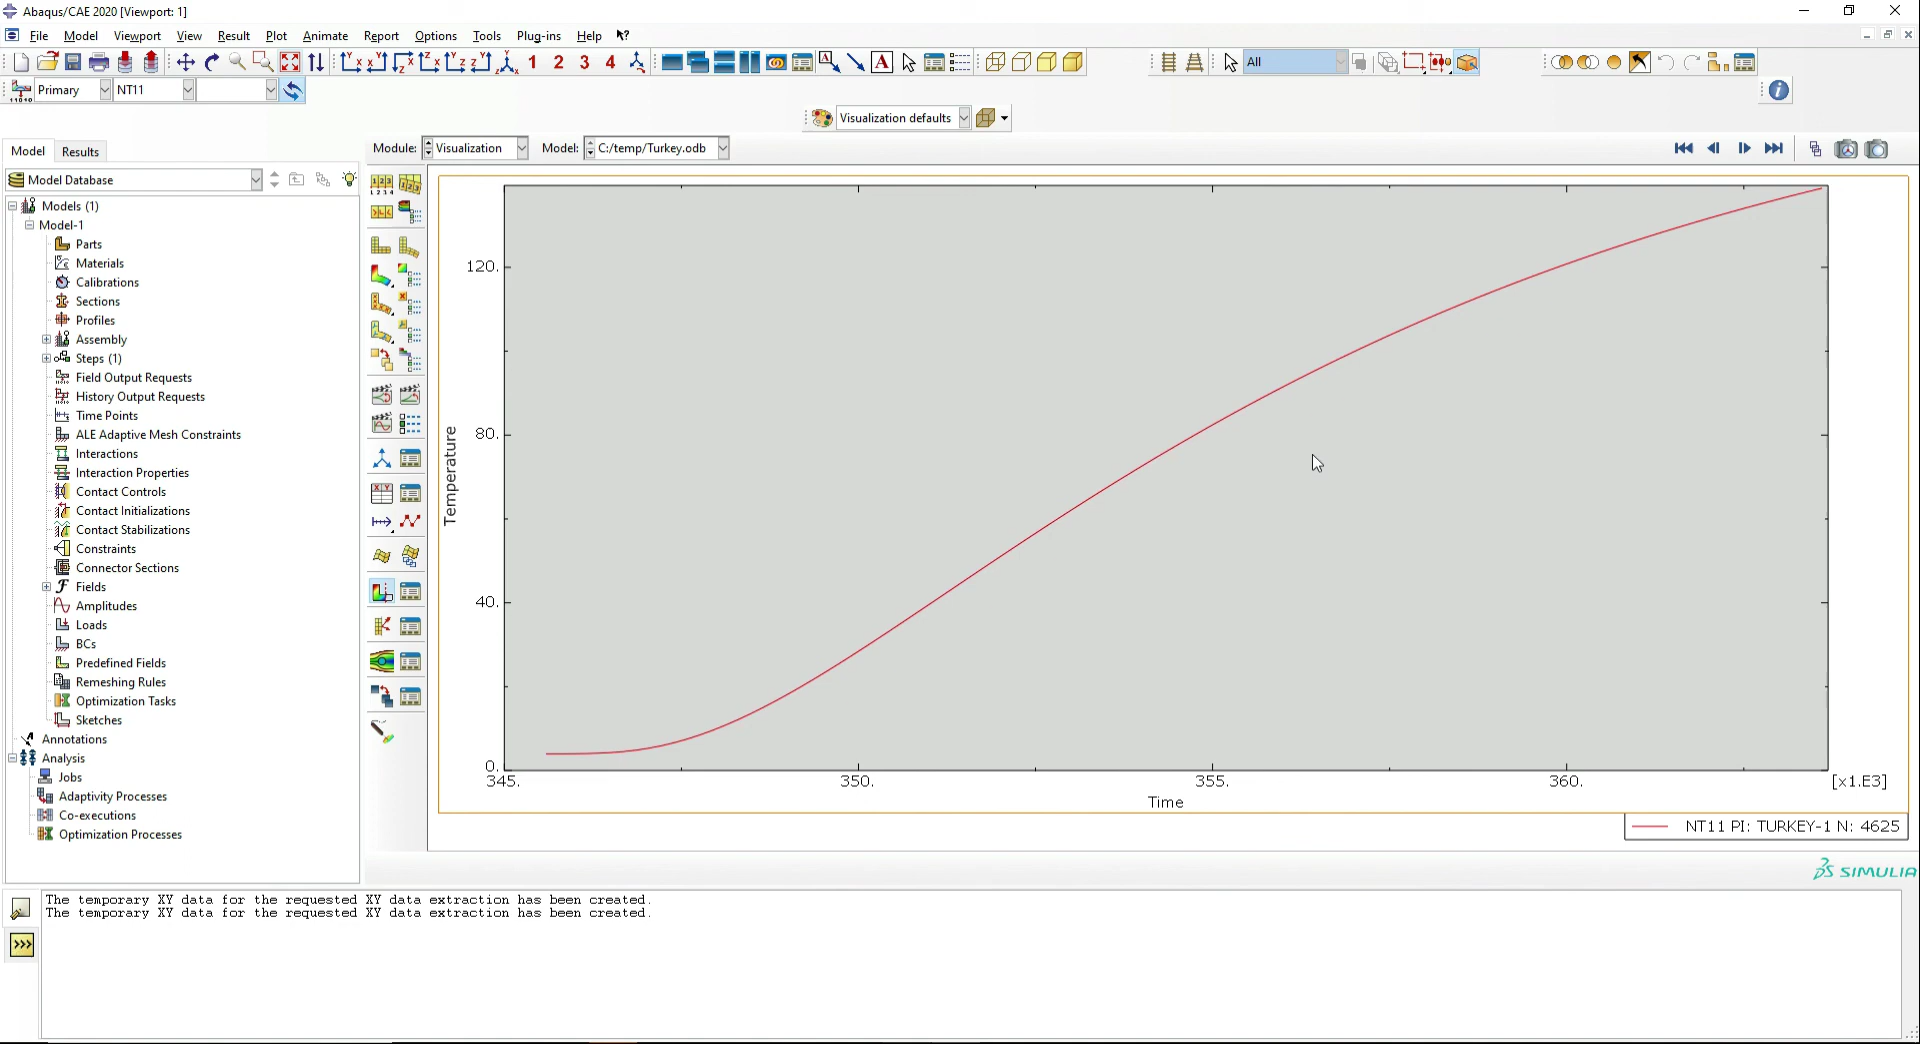 Abaqus/CAE 2020 [Viewport: 1]
File Model Viewport View Result Plot Animate Report Options Tools Plug-ins Help
1 2 3 4 A All
Primary NT11
Visualization defaults
Model Results Module: Visualization Model: C:/temp/Turkey.odb
Model Database
Models (1)
Model-1
Parts
Materials
Calibrations
Sections
Profiles
Assembly
Steps (1)
Field Output Requests
History Output Requests
Time Points
ALE Adaptive Mesh Constraints
Interactions
Interaction Properties
Contact Controls
Contact Initializations
Contact Stabilizations
Constraints
Connector Sections
Fields
Amplitudes
Loads
BCs
Predefined Fields
Remeshing Rules
Optimization Tasks
Sketches
Annotations
Analysis
Jobs
Adaptivity Processes
Co-executions
Optimization Processes
120.
80.
40.
0.
Temperature
345. 350. 355. 360. [x1.E3]
Time
NT11 PI: TURKEY-1 N: 4625
SIMULIA
The temporary XY data for the requested XY data extraction has been created.
The temporary XY data for the requested XY data extraction has been created.
>>>